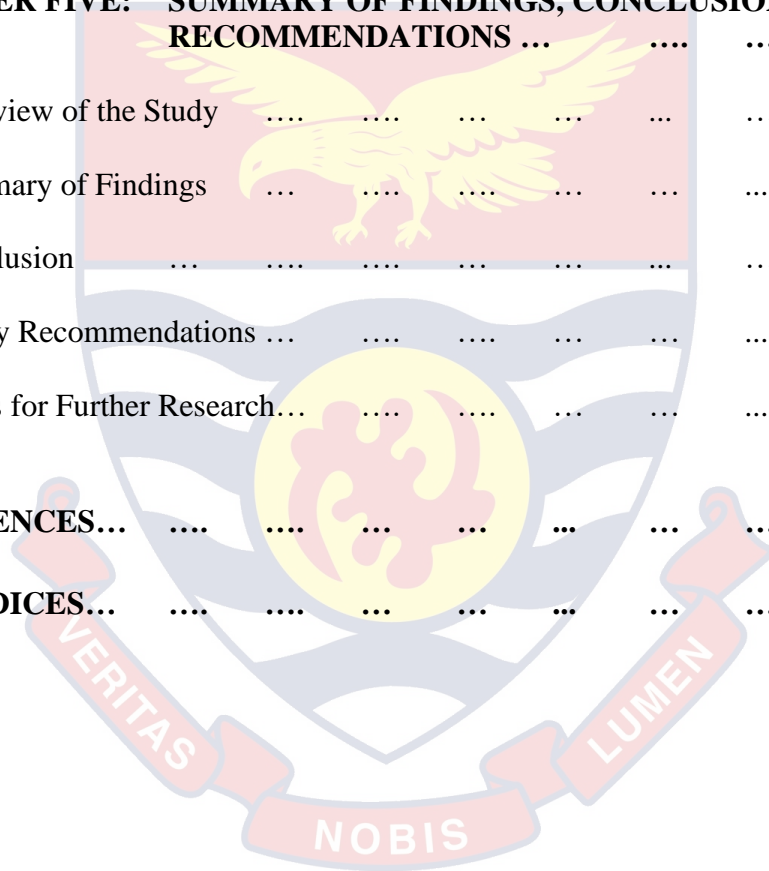 ER FIVE: SUMMARY OF FINDINGS, CONCLUSION
RECOMMENDATIONS … …. …
view of the Study …. …. … … ... …
mary of Findings … …. …. … … ...
lusion … …. …. … … ... …
y Recommendations … …. …. … … ...
s for Further Research… …. …. … … ...
ENCES… …. …. … … ... … …
DICES… …. …. … … ... … …
VERITAS NOBIS LUMEN